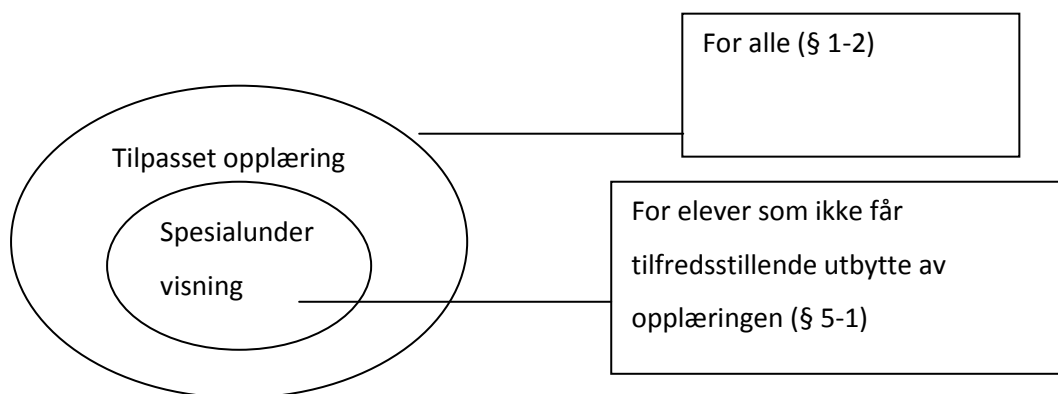 For alle (§ 1-2)
Tilpasset opplæring
Spesialunder
visning
For elever som ikke får
tilfredsstillende utbytte av
opplæringen (§ 5-1)